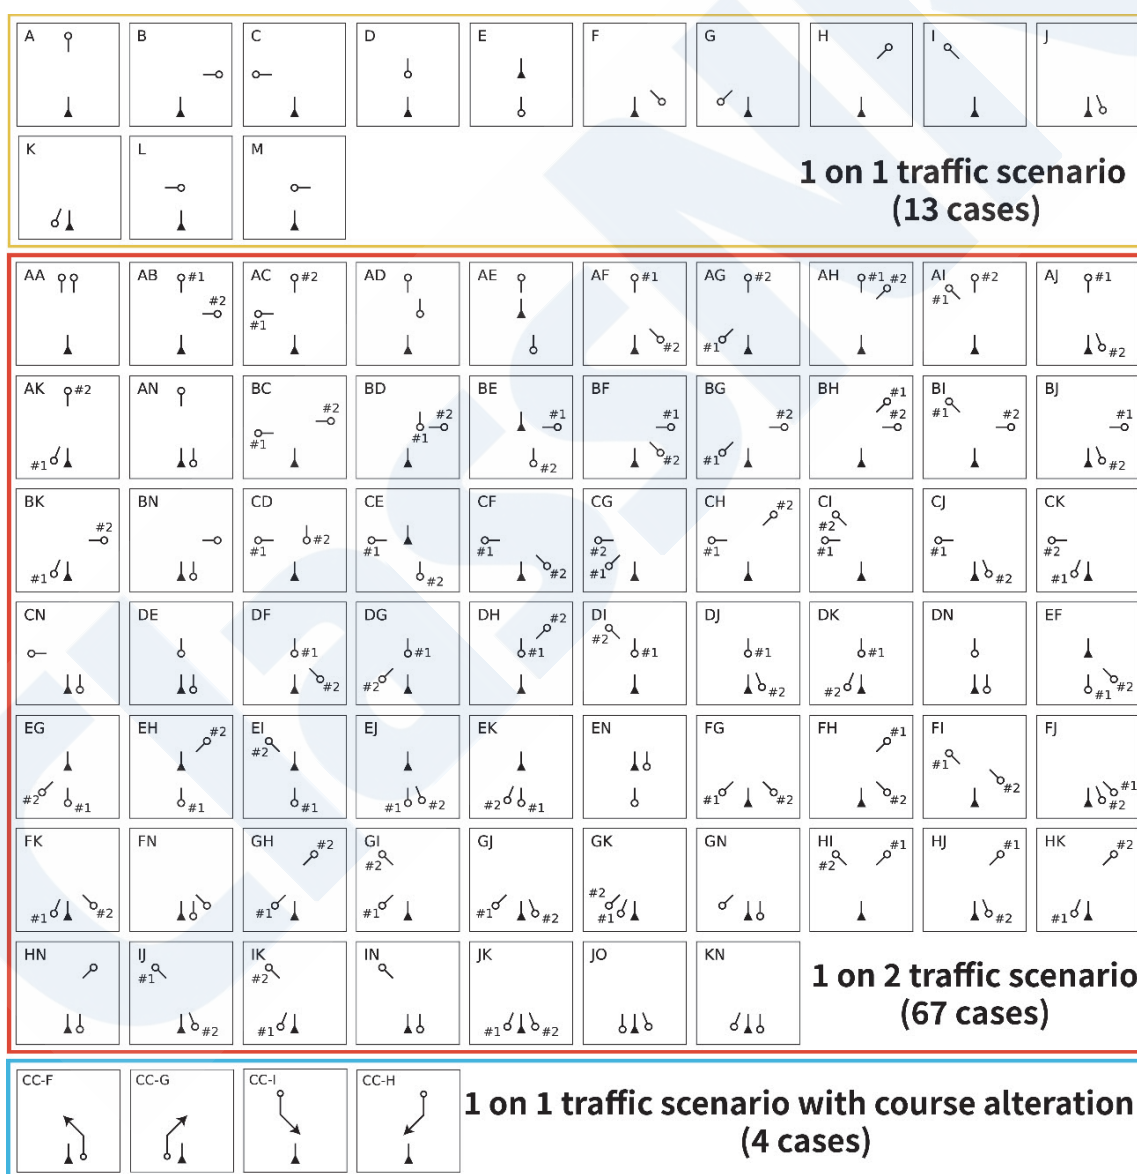 A B C D E F G H I J
K L M
1 on 1 traffic scenario
(13 cases)
AA AB #1 #2 AC #2 #1 AD AE AF #1 #2 AG #2 #1 AH #1 #2 AI #2 #1 AJ #1 #2
AK #2 #1 AN BC #2 #1 BD #2 #1 BE #1 #2 BF #1 #2 BG #2 #1 BH #1 #2 BI #1 #2 BJ #1 #2
BK #2 #1 BN CD #1 #2 CE #1 #2 CF #1 #2 CG #2 #1 CH #2 #1 CI #2 #1 CJ #1 #2 CK #2 #1
CN DE DF #1 #2 DG #1 #2 DH #2 #1 DI #2 #1 DJ #1 #2 DK #1 #2 DN EF #2 #1
EG #2 #1 EH #2 #1 EI #2 #1 EJ #1 #2 EK #2 #1 EN FG #1 #2 FH #1 #2 FI #1 #2 FJ #1 #2
FK #1 #2 FN GH #2 #1 GI #2 #1 GJ #1 #2 GK #2 #1 GN HI #2 #1 HJ #1 #2 HK #2 #1
HN IJ #1 #2 IK #2 #1 IN JK #1 #2 JO KN
1 on 2 traffic scenario
(67 cases)
CC-F CC-G CC-I CC-H
1 on 1 traffic scenario with course alteration
(4 cases)
ClassNK